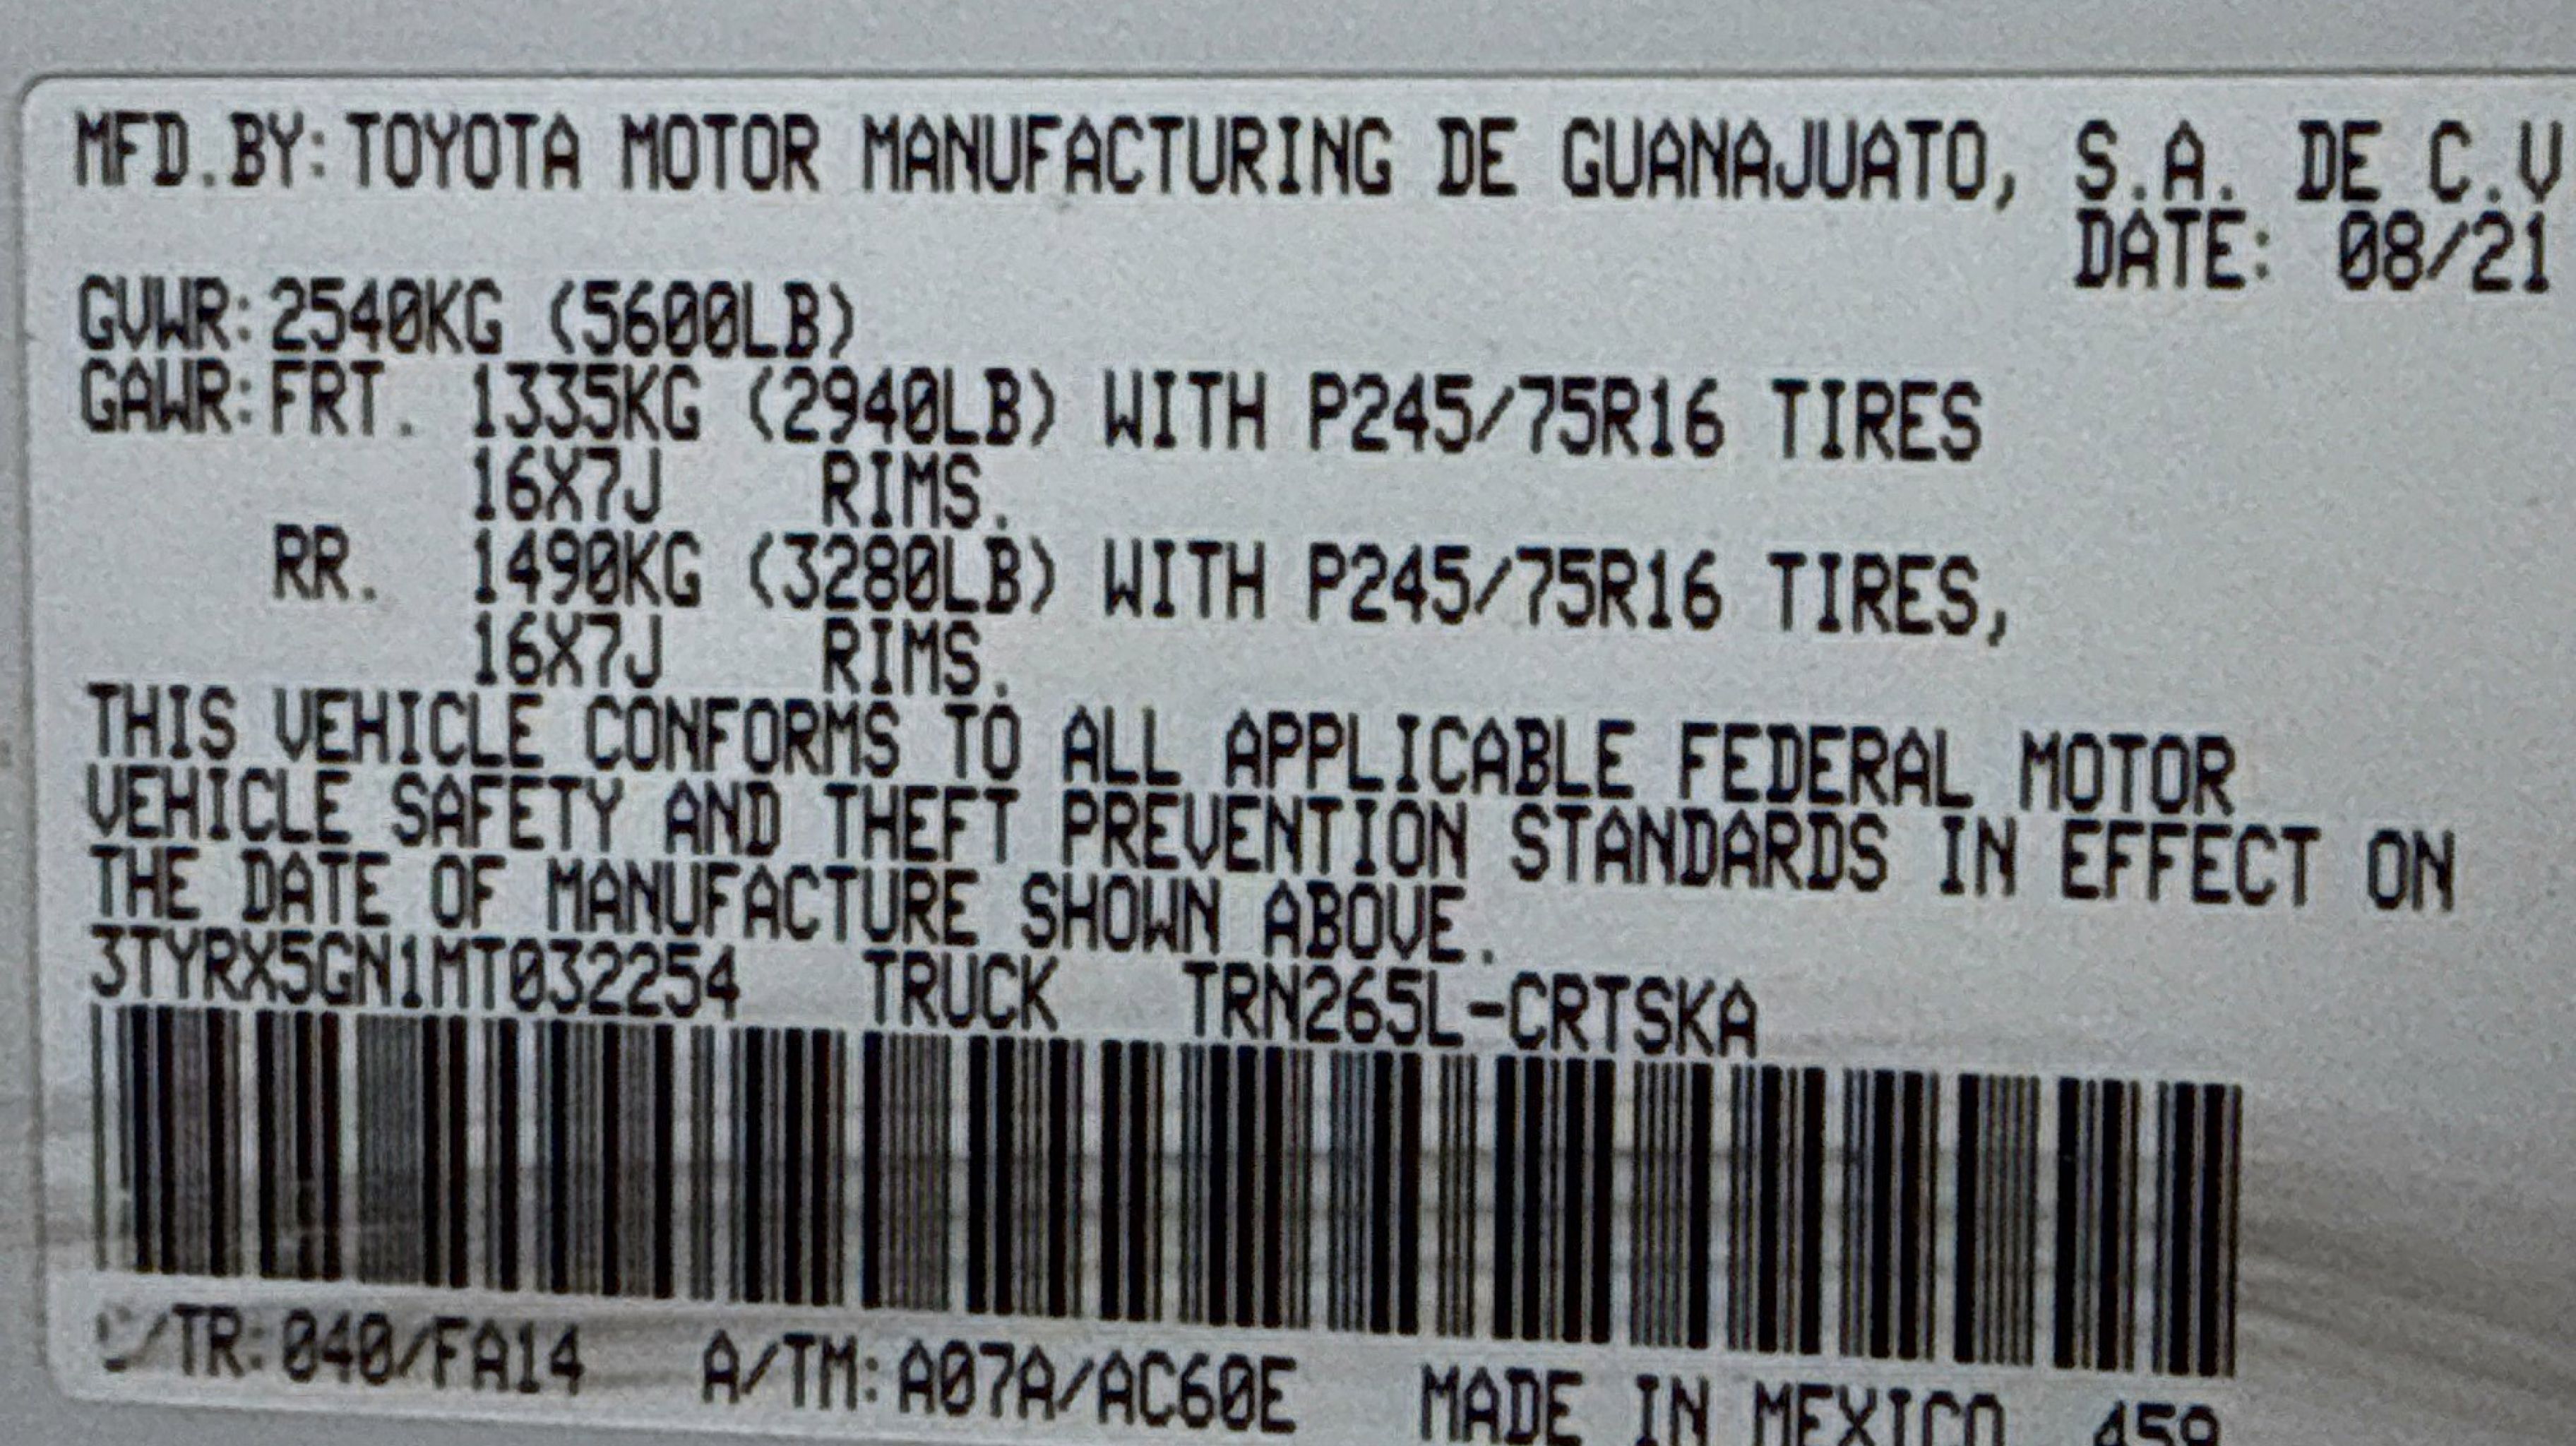 MFD.BY:TOYOTA MOTOR MANUFACTURING DE GUANAJUATO, S.A. DE C.V
DATE: 08/21
GVWR:2540KG (5600LB)
GAWR:FRT. 1335KG (2940LB) WITH P245/75R16 TIRES
16X7J RIMS.
RR. 1490KG (3280LB) WITH P245/75R16 TIRES,
16X7J RIMS.
THIS VEHICLE CONFORMS TO ALL APPLICABLE FEDERAL MOTOR
VEHICLE SAFETY AND THEFT PREVENTION STANDARDS IN EFFECT ON
THE DATE OF MANUFACTURE SHOWN ABOVE.
3TYRX5GN1MT032254 TRUCK TRN265L-CRTSKA
C/TR:040/FA14 A/TM:A07A/AC60E MADE IN MEXICO 459